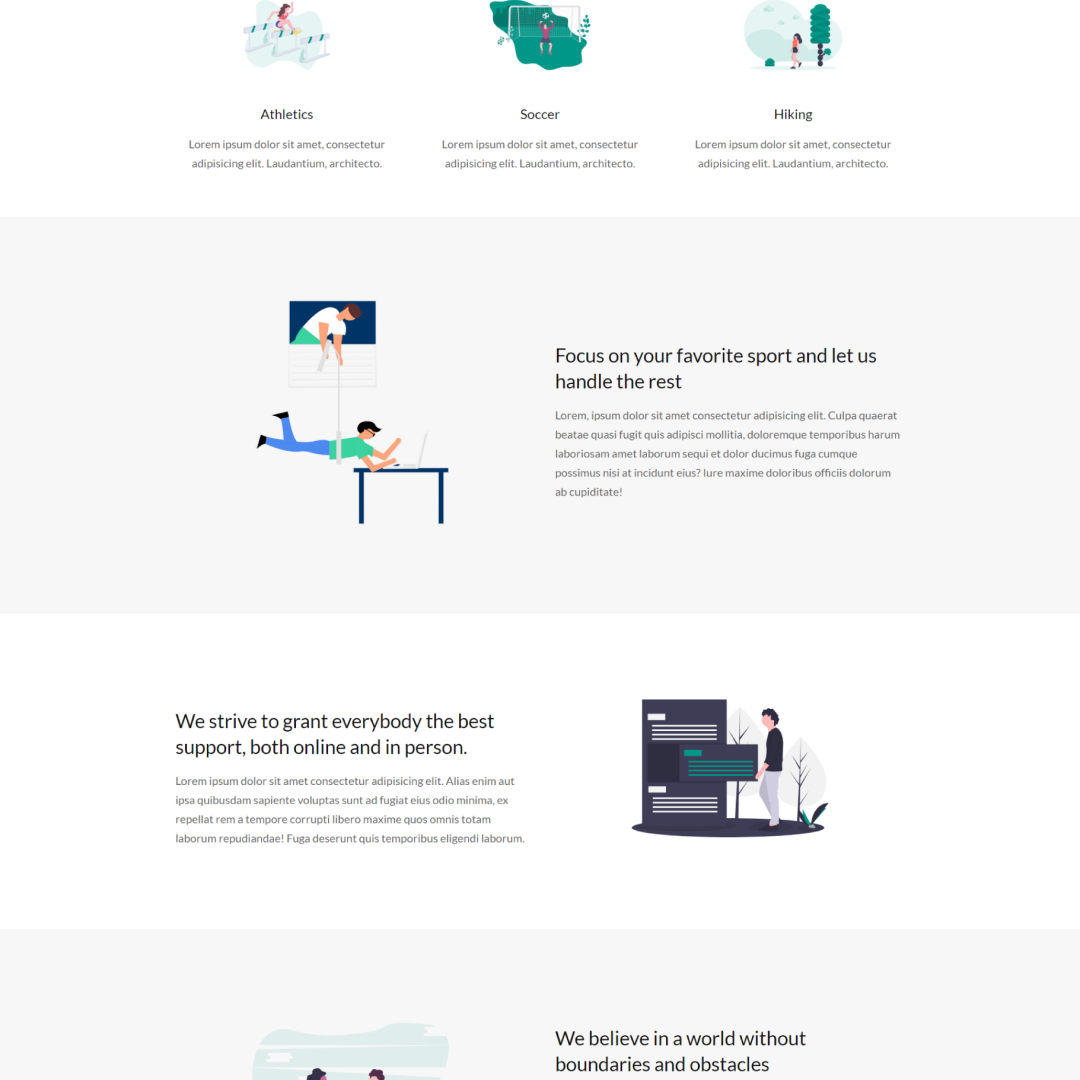 Athletics
Lorem ipsum dolor sit amet, consectetur
adipisicing elit. Laudantium, architecto.
Soccer
Lorem ipsum dolor sit amet, consectetur
adipisicing elit. Laudantium, architecto.
Hiking
Lorem ipsum dolor sit amet, consectetur
adipisicing elit. Laudantium, architecto.
Focus on your favorite sport and let us
handle the rest
Lorem, ipsum dolor sit amet consectetur adipisicing elit. Culpa quaerat
beatae quasi fugit quis adipisci mollitia, doloremque temporibus harum
laboriosam amet laborum sequi et dolor ducimus fuga cumque
possimus nisi at incidunt eius? Iure maxime doloribus officiis dolorum
ab cupiditate!
We strive to grant everybody the best
support, both online and in person.
Lorem ipsum dolor sit amet consectetur adipisicing elit. Alias enim aut
ipsa quibusdam sapiente voluptas sunt ad fugiat eius odio minima, ex
repellat rem a tempore corrupti libero maxime quos omnis totam
laborum repudiandae! Fuga deserunt quis temporibus eligendi laborum.
We believe in a world without
boundaries and obstacles